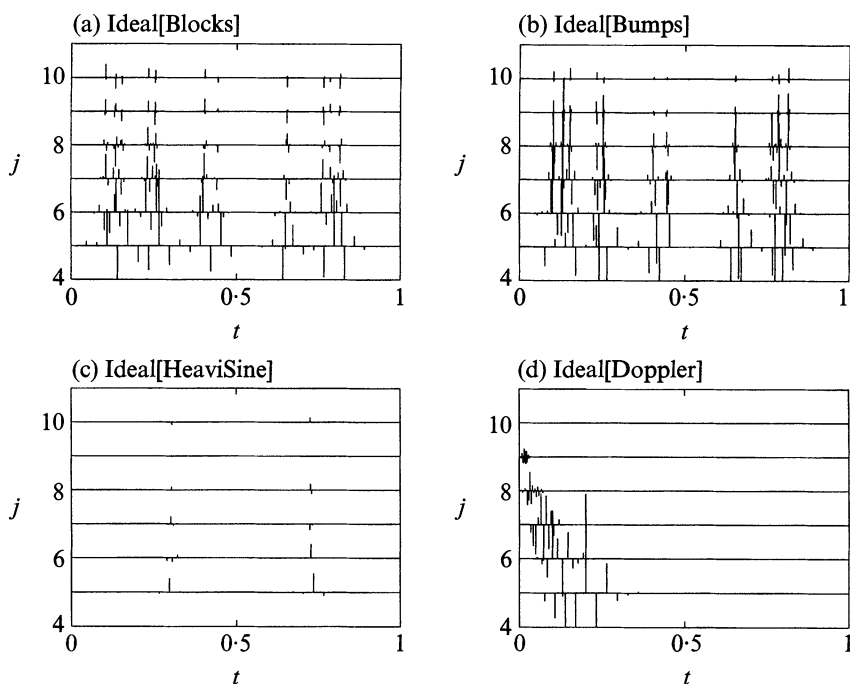 (a) Ideal[Blocks]
10
8
j
6
4
0 0·5 1
t
(b) Ideal[Bumps]
10
8
j
6
4
0 0·5 1
t
(c) Ideal[HeaviSine]
10
8
j
6
4
0 0·5 1
t
(d) Ideal[Doppler]
10
8
j
6
4
0 0·5 1
t